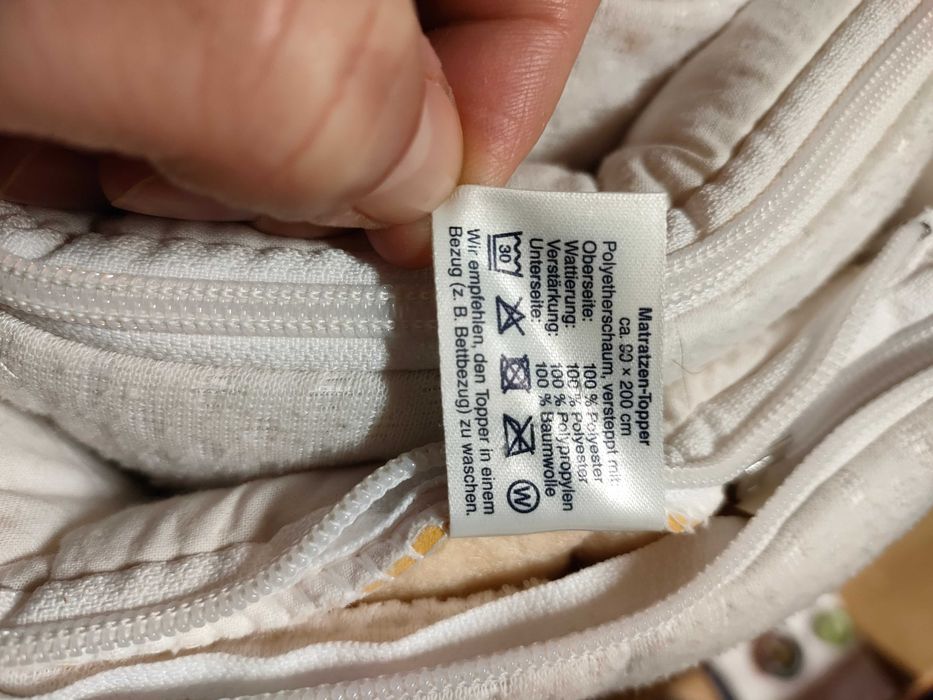 Matratzen-Topper
ca. 90 x 200 cm
Polyetherschaum, versteppt mit:
Oberseite: 100 % Polyester
Wattierung: 100 % Polyester
Verstärkung: 100 % Polypropylen
Unterseite: 100 % Baumwolle
30
W
Wir empfehlen, den Topper in einem
Bezug (z. B. Bettbezug) zu waschen.